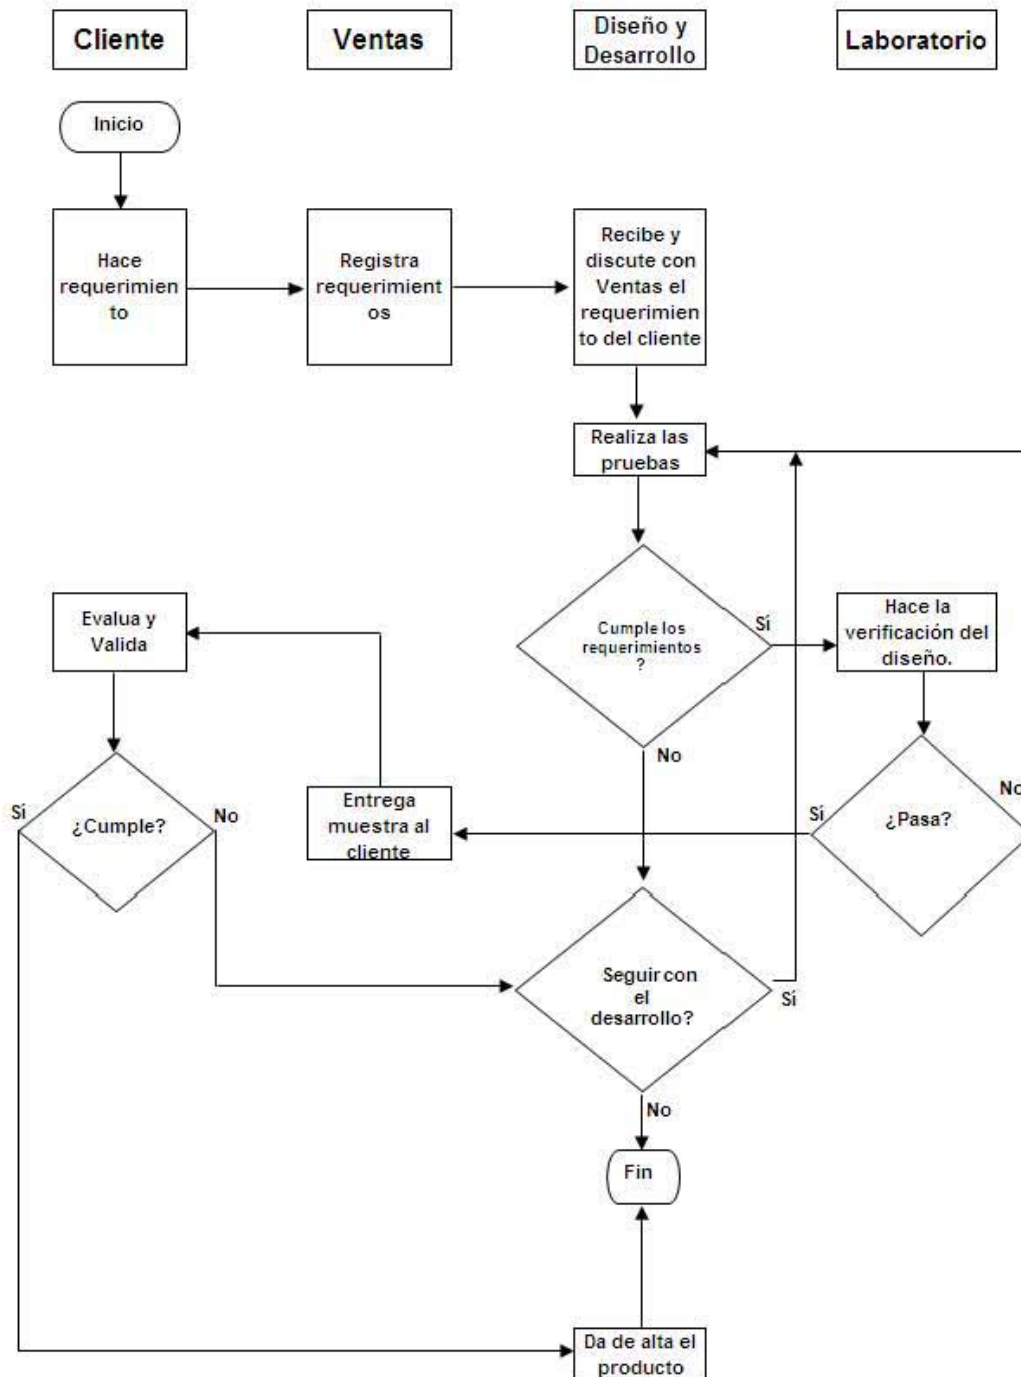 Cliente
Ventas
Diseño y
Desarrollo
Laboratorio
Inicio
Hace
requerimien
to
Registra
requerimient
os
Recibe y
discute con
Ventas el
requerimien
to del cliente
Realiza las
pruebas
Evalua y
Valida
Cumple los
requerimientos
?
Sí
Hace la
verificación del
diseño.
No
Sí
¿Cumple?
No
Entrega
muestra al
cliente
Sí
¿Pasa?
No
Seguir con
el
desarrollo?
Sí
No
Fin
Da de alta el
producto